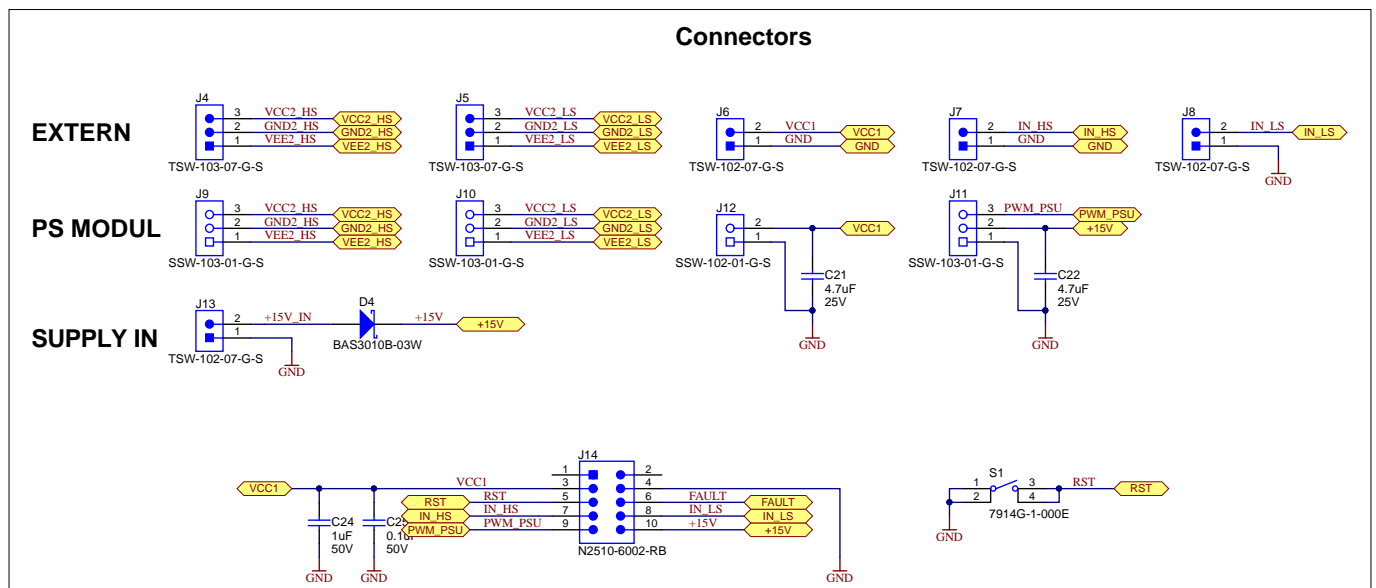 Connectors
EXTERN
J4
3 VCC2_HS VCC2_HS
2 GND2_HS GND2_HS
1 VEE2_HS VEE2_HS
TSW-103-07-G-S
J5
3 VCC2_LS VCC2_LS
2 GND2_LS GND2_LS
1 VEE2_LS VEE2_LS
TSW-103-07-G-S
J6
2 VCC1 VCC1
1 GND GND
TSW-102-07-G-S
J7
2 IN_HS IN_HS
1 GND GND
TSW-102-07-G-S
J8
2 IN_LS IN_LS
1
TSW-102-07-G-S
GND
PS MODUL
J9
3 VCC2_HS VCC2_HS
2 GND2_HS GND2_HS
1 VEE2_HS VEE2_HS
SSW-103-01-G-S
J10
3 VCC2_LS VCC2_LS
2 GND2_LS GND2_LS
1 VEE2_LS VEE2_LS
SSW-103-01-G-S
J12
2 VCC1
1
SSW-102-01-G-S
C21
4.7uF
25V
GND
J11
3 PWM_PSU PWM_PSU
2 +15V
1
SSW-103-01-G-S
C22
4.7uF
25V
GND
SUPPLY IN
J13
2 +15V_IN
1
TSW-102-07-G-S
GND
D4
+15V +15V
BAS3010B-03W
J14
1 2
VCC1 VCC1 3 4
RST RST 5 6 FAULT FAULT
IN_HS IN_HS 7 8 IN_LS IN_LS
PWM_PSU PWM_PSU 9 10 +15V +15V
N2510-6002-RB
GND
C24
1uF
50V
GND
C25
0.1uF
50V
GND
S1
1 3 RST RST
2 4
7914G-1-000E
GND